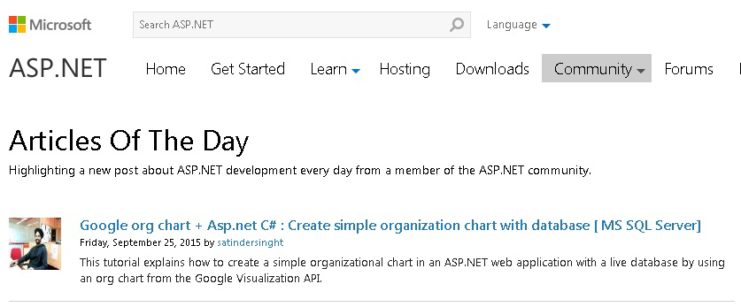 Microsoft Search ASP.NET Language
ASP.NET Home Get Started Learn Hosting Downloads Community Forums
Articles Of The Day
Highlighting a new post about ASP.NET development every day from a member of the ASP.NET community.
Google org chart + Asp.net C# : Create simple organization chart with database [ MS SQL Server]
Friday, September 25, 2015 by satindersinght
This tutorial explains how to create a simple organizational chart in an ASP.NET web application with a live database by using
an org chart from the Google Visualization API.